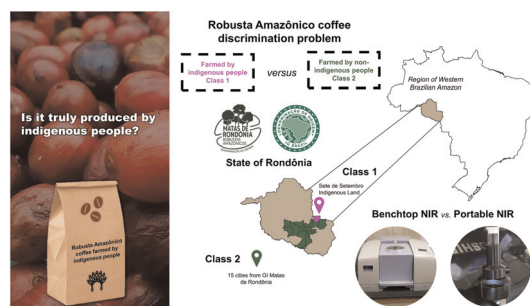 Is it truly produced by
indigenous people?
Robusta Amazônico
coffee farmed by
indigenous people
Robusta Amazônico coffee
discrimination problem
Farmed by
indigenous people
Class 1
versus
Farmed by non-
indigenous people
Class 2
MATAS DE
RONDÔNIA
ROBUSTAS
AMAZÔNICOS
State of Rondônia
Region of Western
Brazilian Amazon
Class 1
Sete de Setembro
Indigenous Land
Class 2
15 cities from GI Matas
de Rondônia
Benchtop NIR vs. Portable NIR